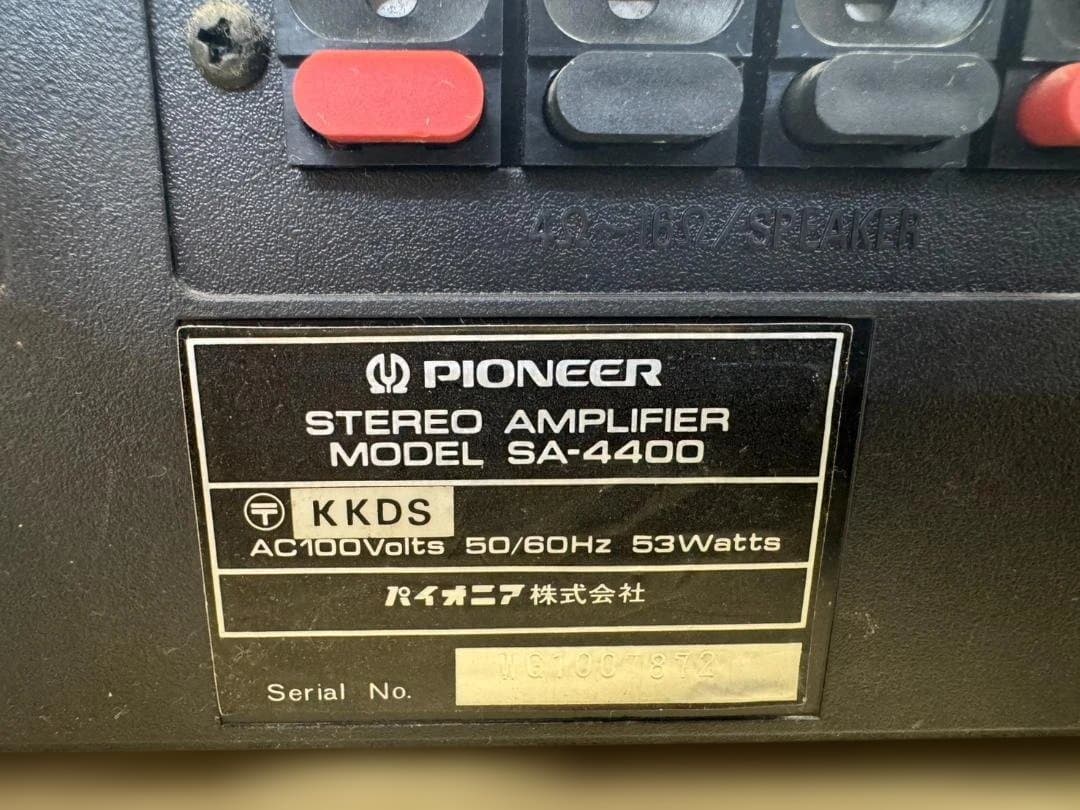 4Ω~16Ω/SPEAKER
PIONEER
STEREO AMPLIFIER
MODEL SA-4400
〒 KKDS
AC100Volts 50/60Hz 53Watts
パイオニア株式会社
Serial No. WG1007872